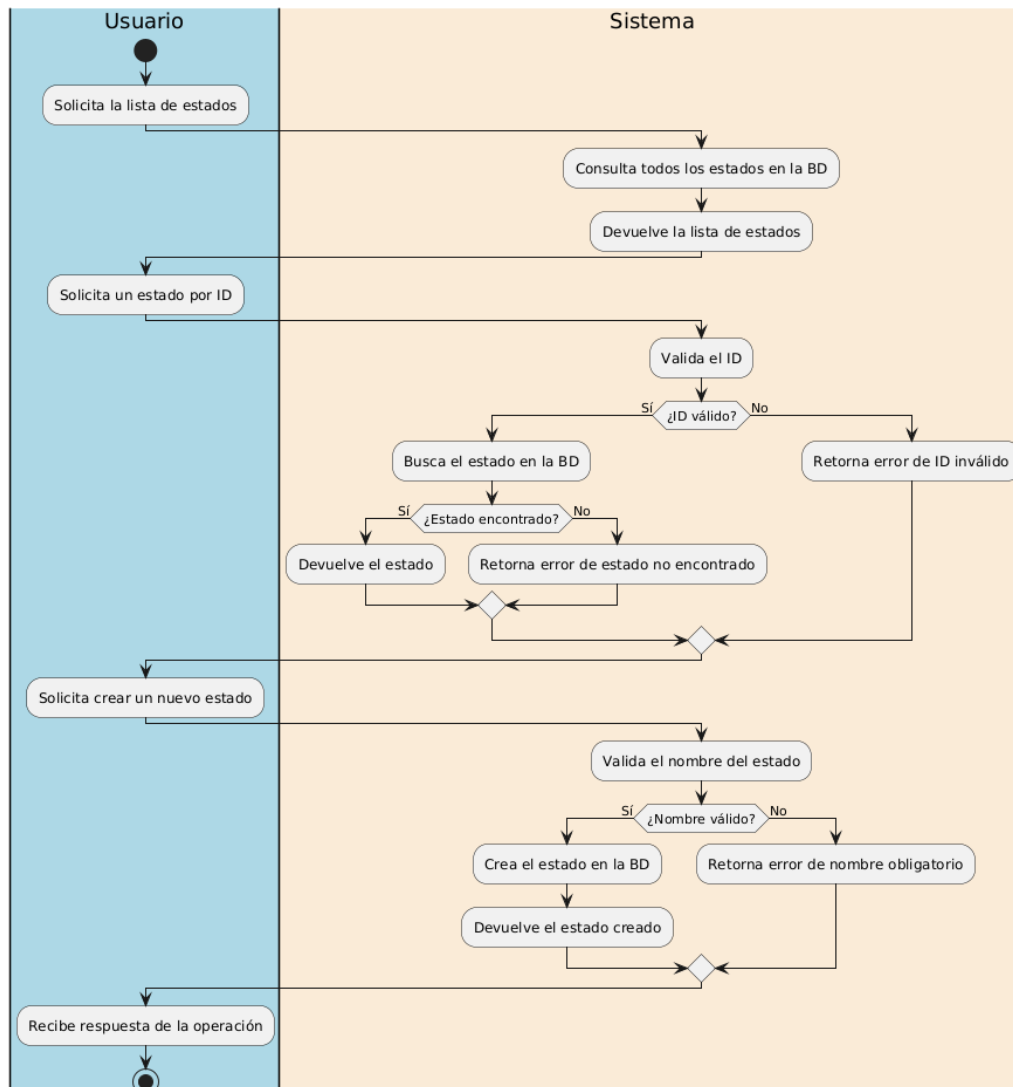 Usuario
Sistema
Solicita la lista de estados
Consulta todos los estados en la BD
Devuelve la lista de estados
Solicita un estado por ID
Valida el ID
Sí
¿ID válido?
No
Busca el estado en la BD
Retorna error de ID inválido
Sí
¿Estado encontrado?
No
Devuelve el estado
Retorna error de estado no encontrado
Solicita crear un nuevo estado
Valida el nombre del estado
Sí
¿Nombre válido?
No
Crea el estado en la BD
Retorna error de nombre obligatorio
Devuelve el estado creado
Recibe respuesta de la operación